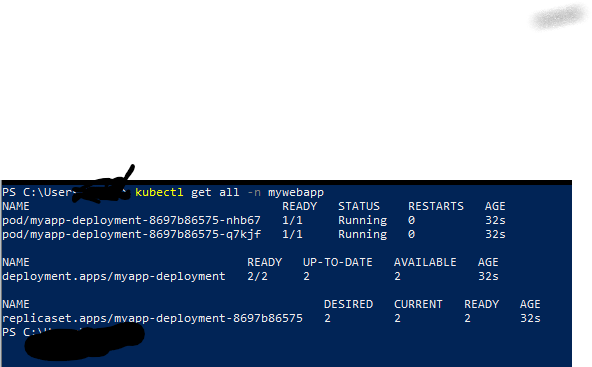 PS C:\User kubectl get all -n mywebapp
NAME READY STATUS RESTARTS AGE
pod/myapp-deployment-8697b86575-nhb67 1/1 Running 0 32s
pod/myapp-deployment-8697b86575-q7kjf 1/1 Running 0 32s
NAME READY UP-TO-DATE AVAILABLE AGE
deployment.apps/myapp-deployment 2/2 2 2 32s
NAME DESIRED CURRENT READY AGE
replicaset.apps/myapp-deployment-8697b86575 2 2 2 32s
PS C:\